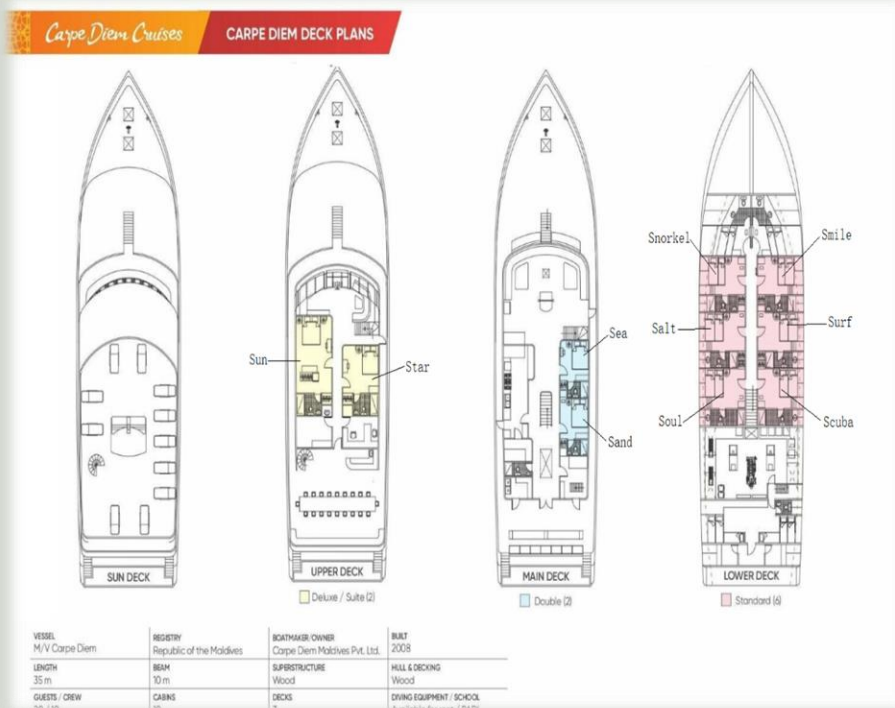 Carpe Diem Cruises
CARPE DIEM DECK PLANS
Sun
Star
Sea
Sand
Snorkel
Smile
Salt
Surf
Soul
Scuba
SUN DECK
UPPER DECK
MAIN DECK
LOWER DECK
Deluxe / Suite (2)
Double (2)
Standard (6)
VESSEL
M/V Carpe Diem
REGISTRY
Republic of the Maldives
BOATMAKER/OWNER
Carpe Diem Maldives Pvt. Ltd.
BUILT
2008
LENGTH
35 m
BEAM
10 m
SUPERSTRUCTURE
Wood
HULL & DECKING
Wood
GUESTS / CREW
CABINS
DECKS
DIVING EQUIPMENT / SCHOOL